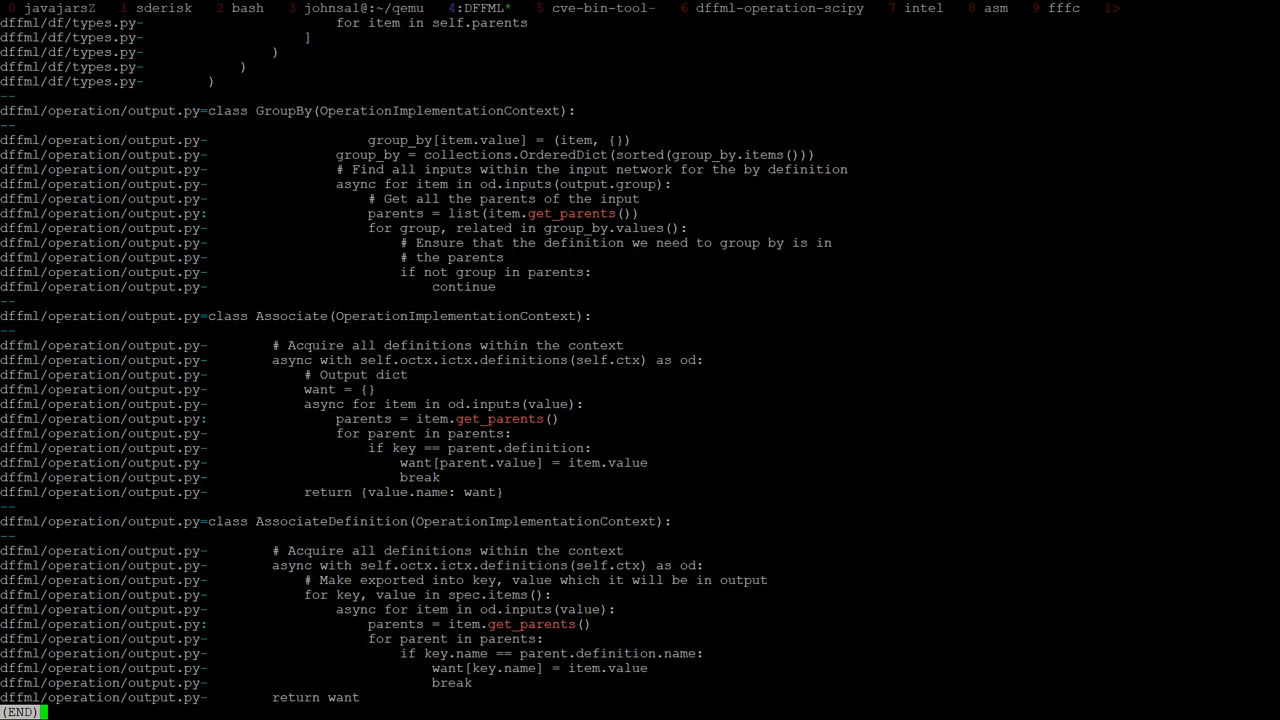 0 javajarsZ  1 sderisk  2 bash  3 johnsa1@:~/qemu  4:DFFML*  5 cve-bin-tool-  6 dffml-operation-scipy  7 intel  8 asm  9 fffc  1>
dffml/df/types.py-                        for item in self.parents
dffml/df/types.py-                    ]
dffml/df/types.py-                )
dffml/df/types.py-            )
dffml/df/types.py-        )
--
dffml/operation/output.py=class GroupBy(OperationImplementationContext):
--
dffml/operation/output.py-                    group_by[item.value] = (item, {})
dffml/operation/output.py-                group_by = collections.OrderedDict(sorted(group_by.items()))
dffml/operation/output.py-                # Find all inputs within the input network for the by definition
dffml/operation/output.py-                async for item in od.inputs(output.group):
dffml/operation/output.py-                    # Get all the parents of the input
dffml/operation/output.py:                    parents = list(item.get_parents())
dffml/operation/output.py-                    for group, related in group_by.values():
dffml/operation/output.py-                        # Ensure that the definition we need to group by is in
dffml/operation/output.py-                        # the parents
dffml/operation/output.py-                        if not group in parents:
dffml/operation/output.py-                            continue
--
dffml/operation/output.py=class Associate(OperationImplementationContext):
--
dffml/operation/output.py-        # Acquire all definitions within the context
dffml/operation/output.py-        async with self.octx.ictx.definitions(self.ctx) as od:
dffml/operation/output.py-            # Output dict
dffml/operation/output.py-            want = {}
dffml/operation/output.py-            async for item in od.inputs(value):
dffml/operation/output.py:                parents = item.get_parents()
dffml/operation/output.py-                for parent in parents:
dffml/operation/output.py-                    if key == parent.definition:
dffml/operation/output.py-                        want[parent.value] = item.value
dffml/operation/output.py-                        break
dffml/operation/output.py-            return {value.name: want}
--
dffml/operation/output.py=class AssociateDefinition(OperationImplementationContext):
--
dffml/operation/output.py-        # Acquire all definitions within the context
dffml/operation/output.py-        async with self.octx.ictx.definitions(self.ctx) as od:
dffml/operation/output.py-            # Make exported into key, value which it will be in output
dffml/operation/output.py-            for key, value in spec.items():
dffml/operation/output.py-                async for item in od.inputs(value):
dffml/operation/output.py:                    parents = item.get_parents()
dffml/operation/output.py-                    for parent in parents:
dffml/operation/output.py-                        if key.name == parent.definition.name:
dffml/operation/output.py-                            want[key.name] = item.value
dffml/operation/output.py-                            break
dffml/operation/output.py-        return want
(END)